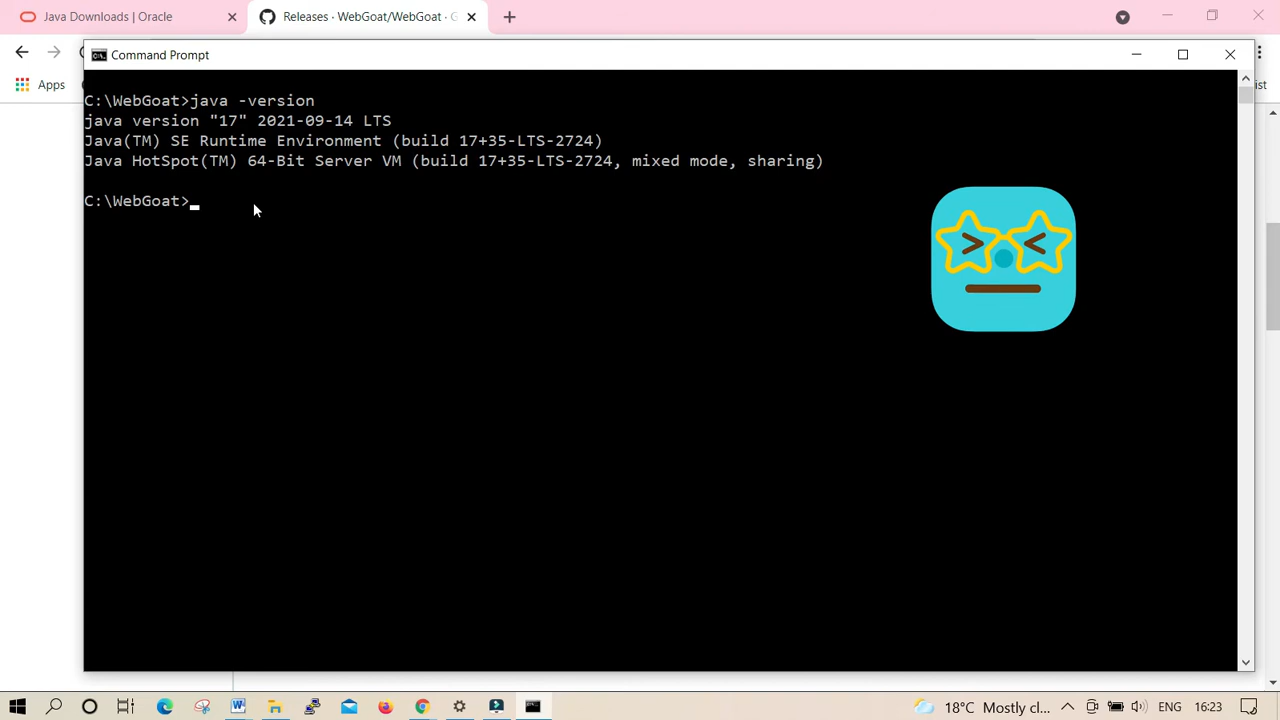 Java Downloads | Oracle
Releases · WebGoat/WebGoat · G
Apps
ist
Command Prompt
C:\WebGoat>java -version
java version "17" 2021-09-14 LTS
Java(TM) SE Runtime Environment (build 17+35-LTS-2724)
Java HotSpot(TM) 64-Bit Server VM (build 17+35-LTS-2724, mixed mode, sharing)
C:\WebGoat>
18°C Mostly cl...
ENG
16:23